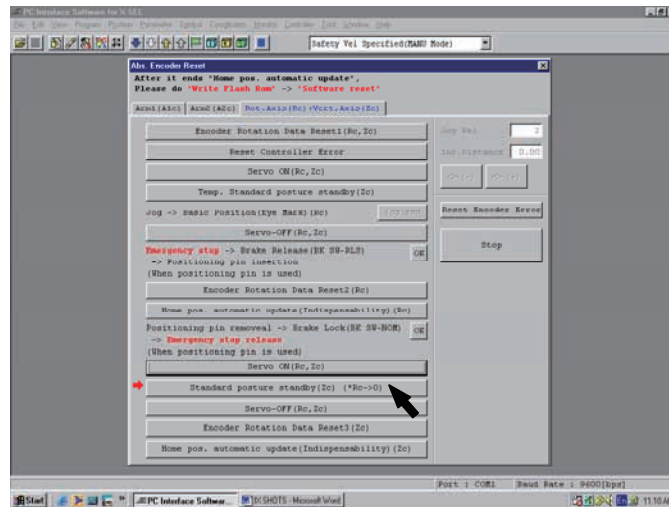 PC Interface Software for X-SEL
Safety Vel Specified(MANU Mode)
Abs. Encoder Reset
After it ends "Home pos. automatic update",
Please do "Write Flash Rom" -> "Software reset"
Arm1(A1c) Arm2(A2c) Rot.Axis(Rc)+Vert.Axis(Zc)
Encoder Rotation Data Reset1(Rc,Zc)
Reset Controller Error
Servo ON(Rc,Zc)
Temp. Standard posture standby(Zc)
Jog -> Basic Position(Eye Mark)(Rc)
Servo-OFF(Rc,Zc)
Emergency stop -> Brake Release(BK SW-RLS) OK
-> Positioning pin insertion
(When positioning pin is used)
Encoder Rotation Data Reset2(Rc)
Home pos. automatic update(Indispensability)(Rc)
Positioning pin removeal -> Brake Lock(BK SW-NOM) OK
-> Emergency stop release
(When positioning pin is used)
Servo ON(Rc,Zc)
Standard posture standby(Zc) (*Rc->0)
Servo-OFF(Rc,Zc)
Encoder Rotation Data Reset3(Zc)
Home pos. automatic update(Indispensability)(Zc)
Jog Vel 3
Inc.Distance 0.00
Reset Encoder Error
Stop
Port : COM1 Baud Rate : 9600[bps]
Start PC Interface Softwar... IX SHOTS - Microsoft Word 11.10 AM